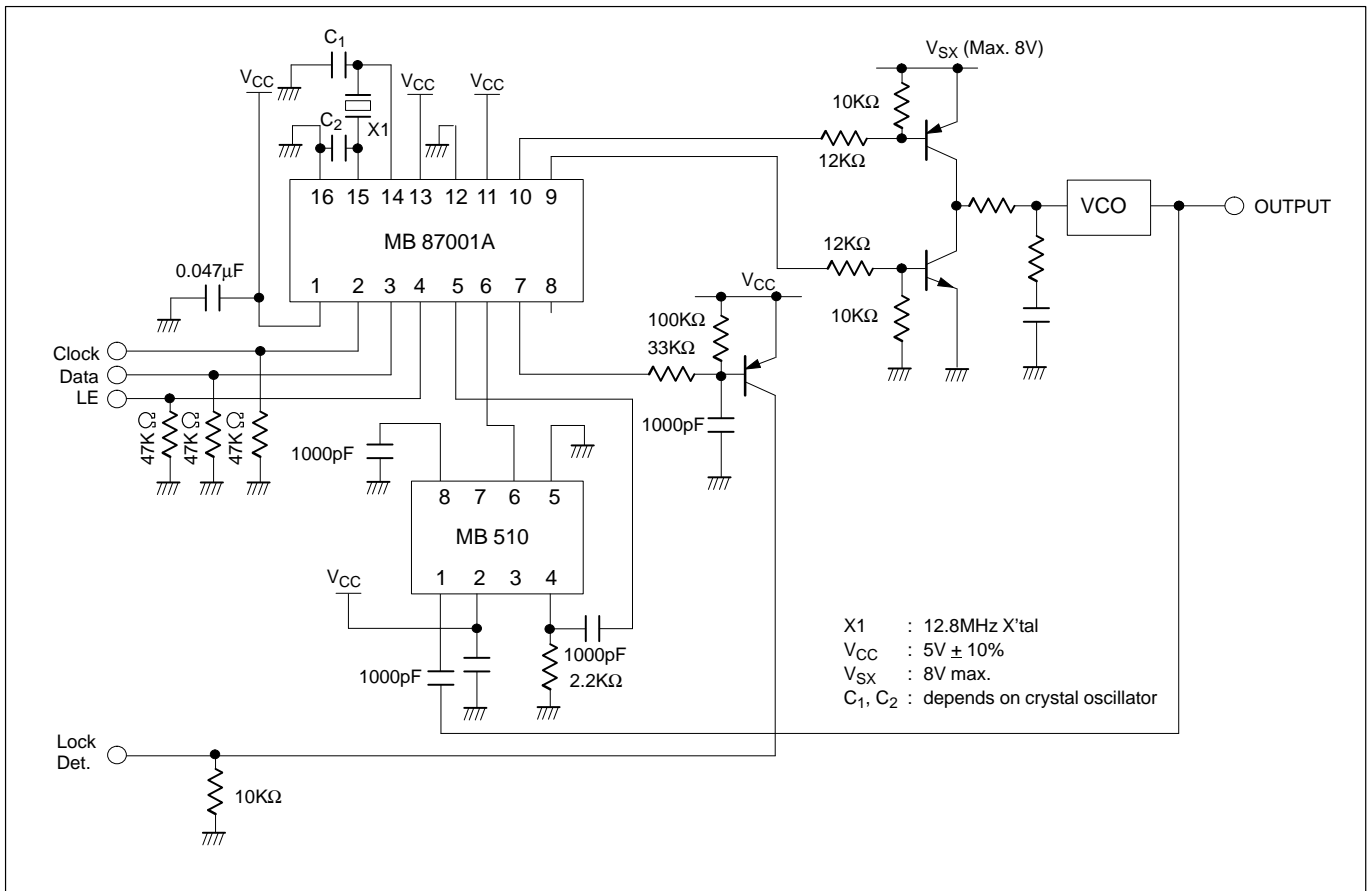 C1
VSX (Max. 8V)
VCC
VCC
VCC
10KΩ
C2
X1
12KΩ
16 15 14 13 12 11 10 9
MB 87001A
VCO
OUTPUT
12KΩ
0.047µF
1 2 3 4 5 6 7 8
VCC
10KΩ
100KΩ
33KΩ
Clock
Data
LE
47KΩ
47KΩ
47KΩ
1000pF
1000pF
8 7 6 5
MB 510
1 2 3 4
VCC
1000pF
1000pF
2.2KΩ
X1 : 12.8MHz X'tal
VCC : 5V ± 10%
VSX : 8V max.
C1, C2 : depends on crystal oscillator
Lock
Det.
10KΩ